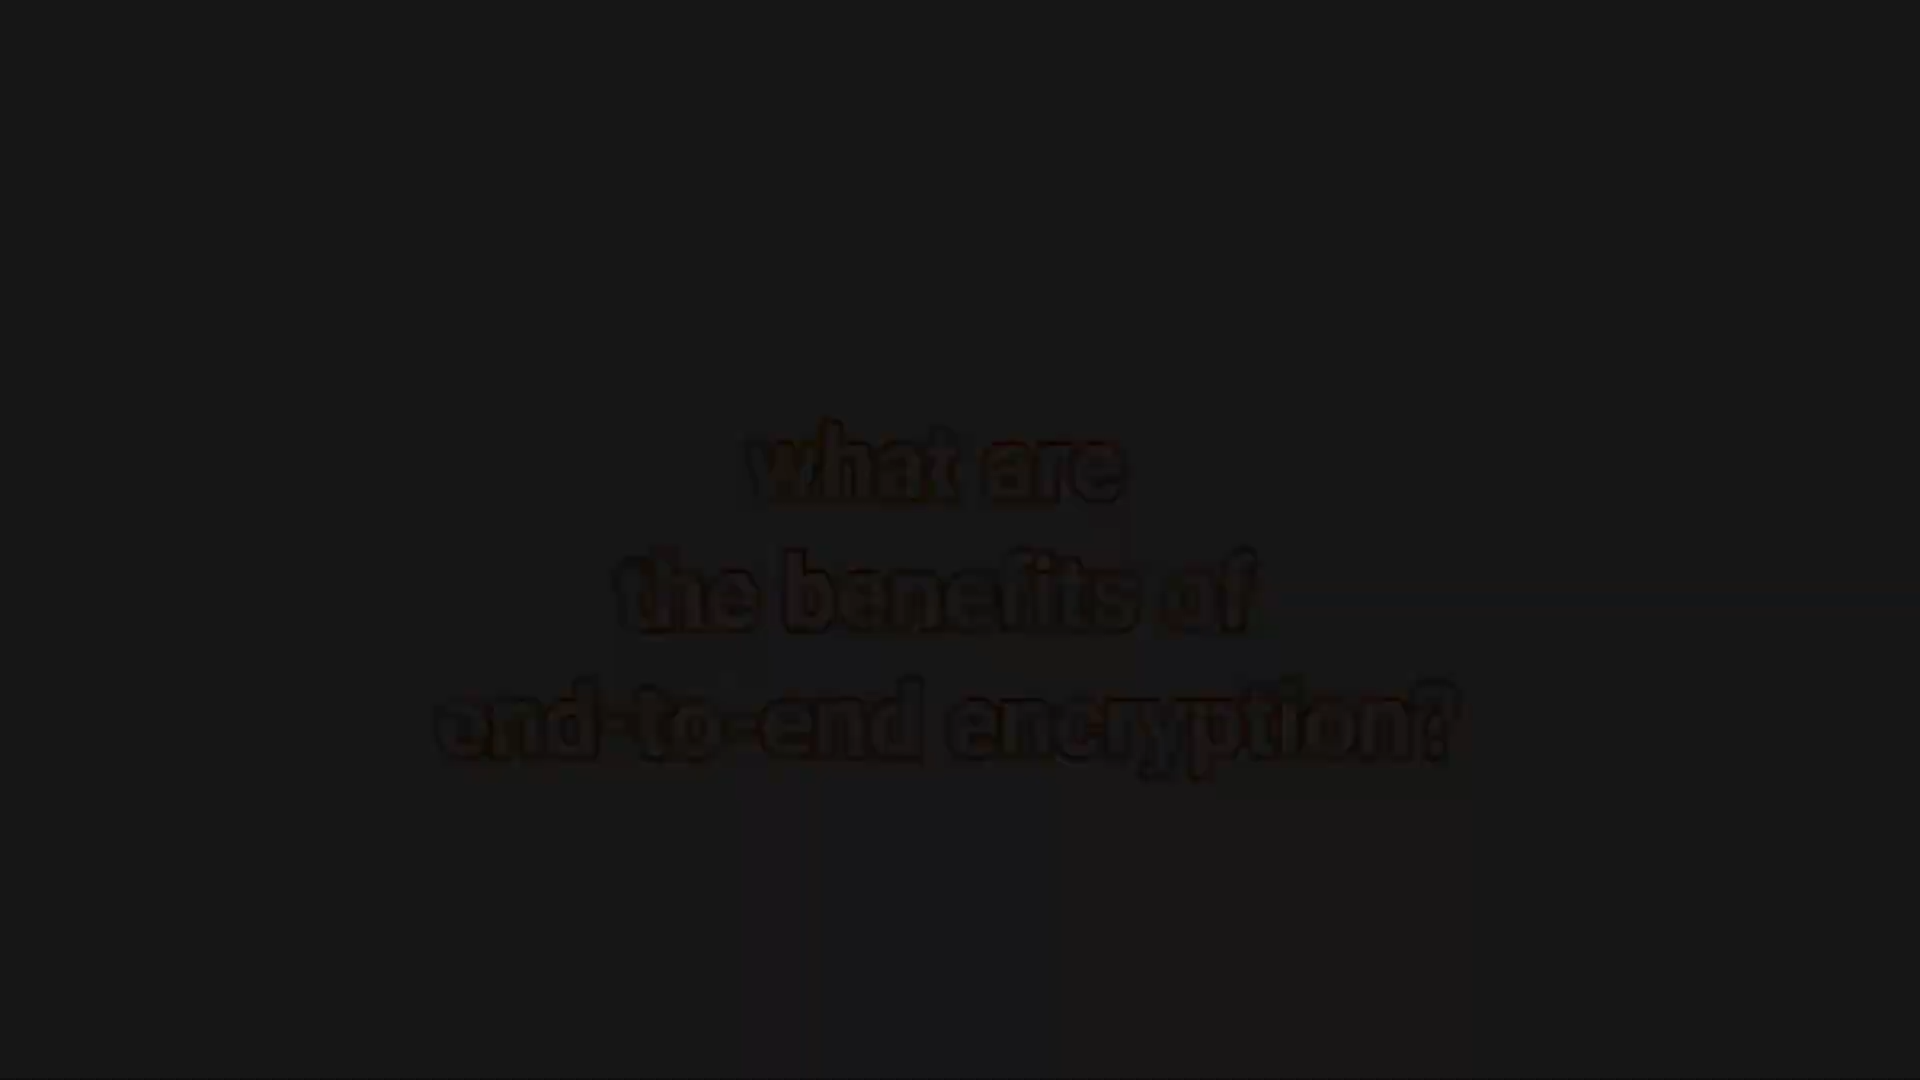 what are
the benefits of
end-to-end encryption?